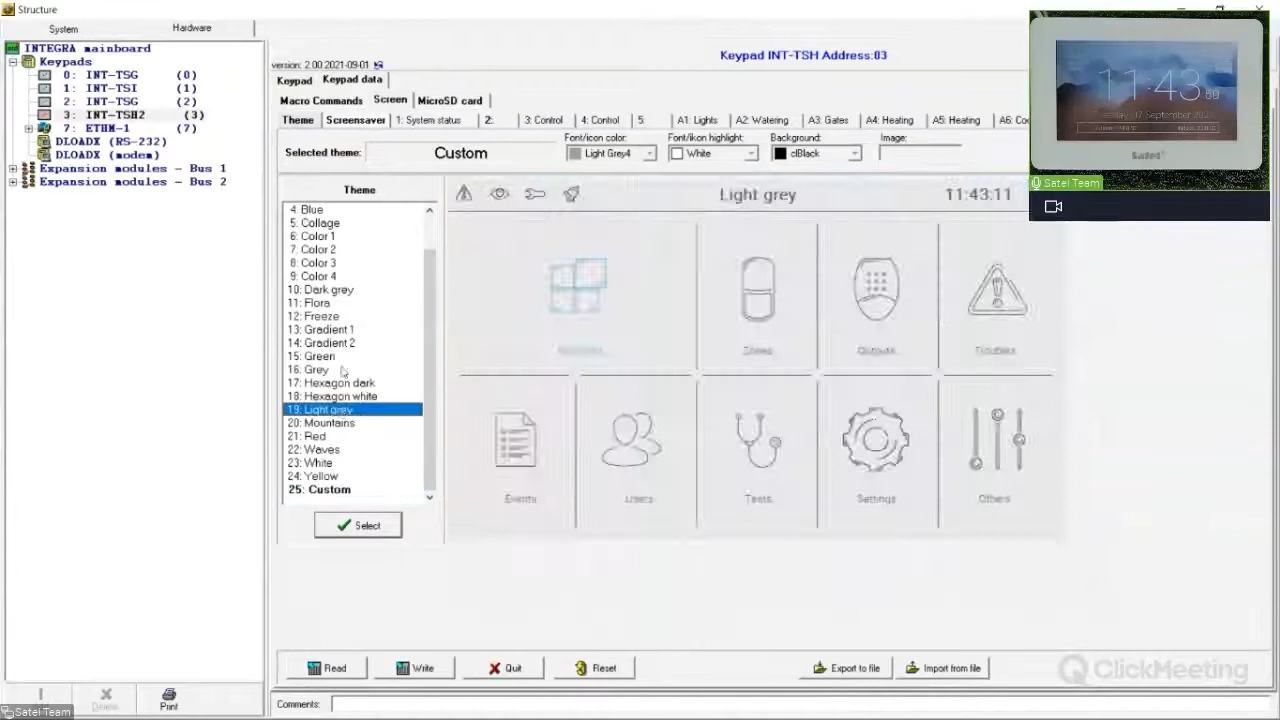 Structure
System
Hardware
INTEGRA mainboard
Keypads
0: INT-TSG (0)
1: INT-TSI (1)
2: INT-TSG (2)
3: INT-TSH2 (3)
7: ETHM-1 (7)
DLOADX (RS-232)
DLOADX (modem)
Expansion modules - Bus 1
Expansion modules - Bus 2
Keypad INT-TSH Address:03
version: 2.00.2021-09-01
Keypad
Keypad data
Macro Commands
Screen
MicroSD card
Theme
Screensaver
1: System status
2:
3: Control
4: Control
5:
A1: Lights
A2: Watering
A3: Gates
A4: Heating
A5: Heating
A6: Co
Font/icon color:
Font/icon highlight:
Background:
Image:
Selected theme:
Custom
Light Grey4
White
clBlack
Theme
4: Blue
5: Collage
6: Color 1
7: Color 2
8: Color 3
9: Color 4
10: Dark grey
11: Flora
12: Freeze
13: Gradient 1
14: Gradient 2
15: Green
16: Grey
17: Hexagon dark
18: Hexagon white
19: Light grey
20: Mountains
21: Red
22: Waves
23: White
24: Yellow
25: Custom
Select
Light grey
11:43:11
Zones
Outputs
Troubles
Events
Users
Tests
Settings
Others
11:43 59
Satel
Satel Team
Read
Write
Quit
Reset
Export to file
Import from file
ClickMeeting
Delete
Print
Comments:
Satel Team